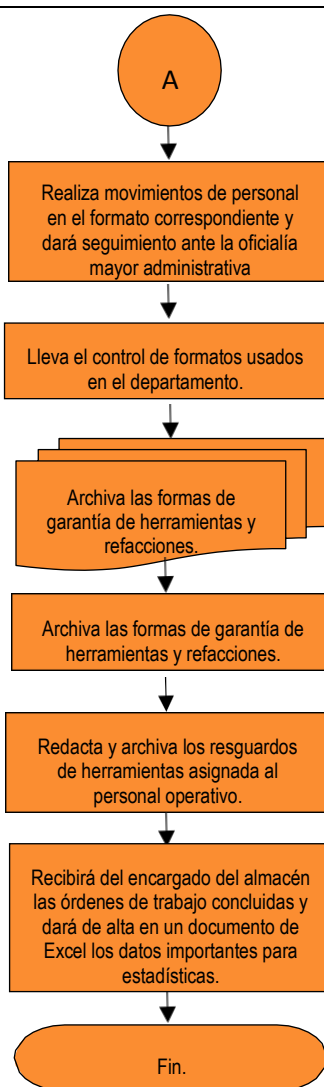 A
Realiza movimientos de personal
en el formato correspondiente y
dará seguimiento ante la oficialía
mayor administrativa
Lleva el control de formatos usados
en el departamento.
Archiva las formas de
garantía de herramientas y
refacciones.
Archiva las formas de garantía de
herramientas y refacciones.
Redacta y archiva los resguardos
de herramientas asignada al
personal operativo.
Recibirá del encargado del almacén
las órdenes de trabajo concluidas y
dará de alta en un documento de
Excel los datos importantes para
estadísticas.
Fin.